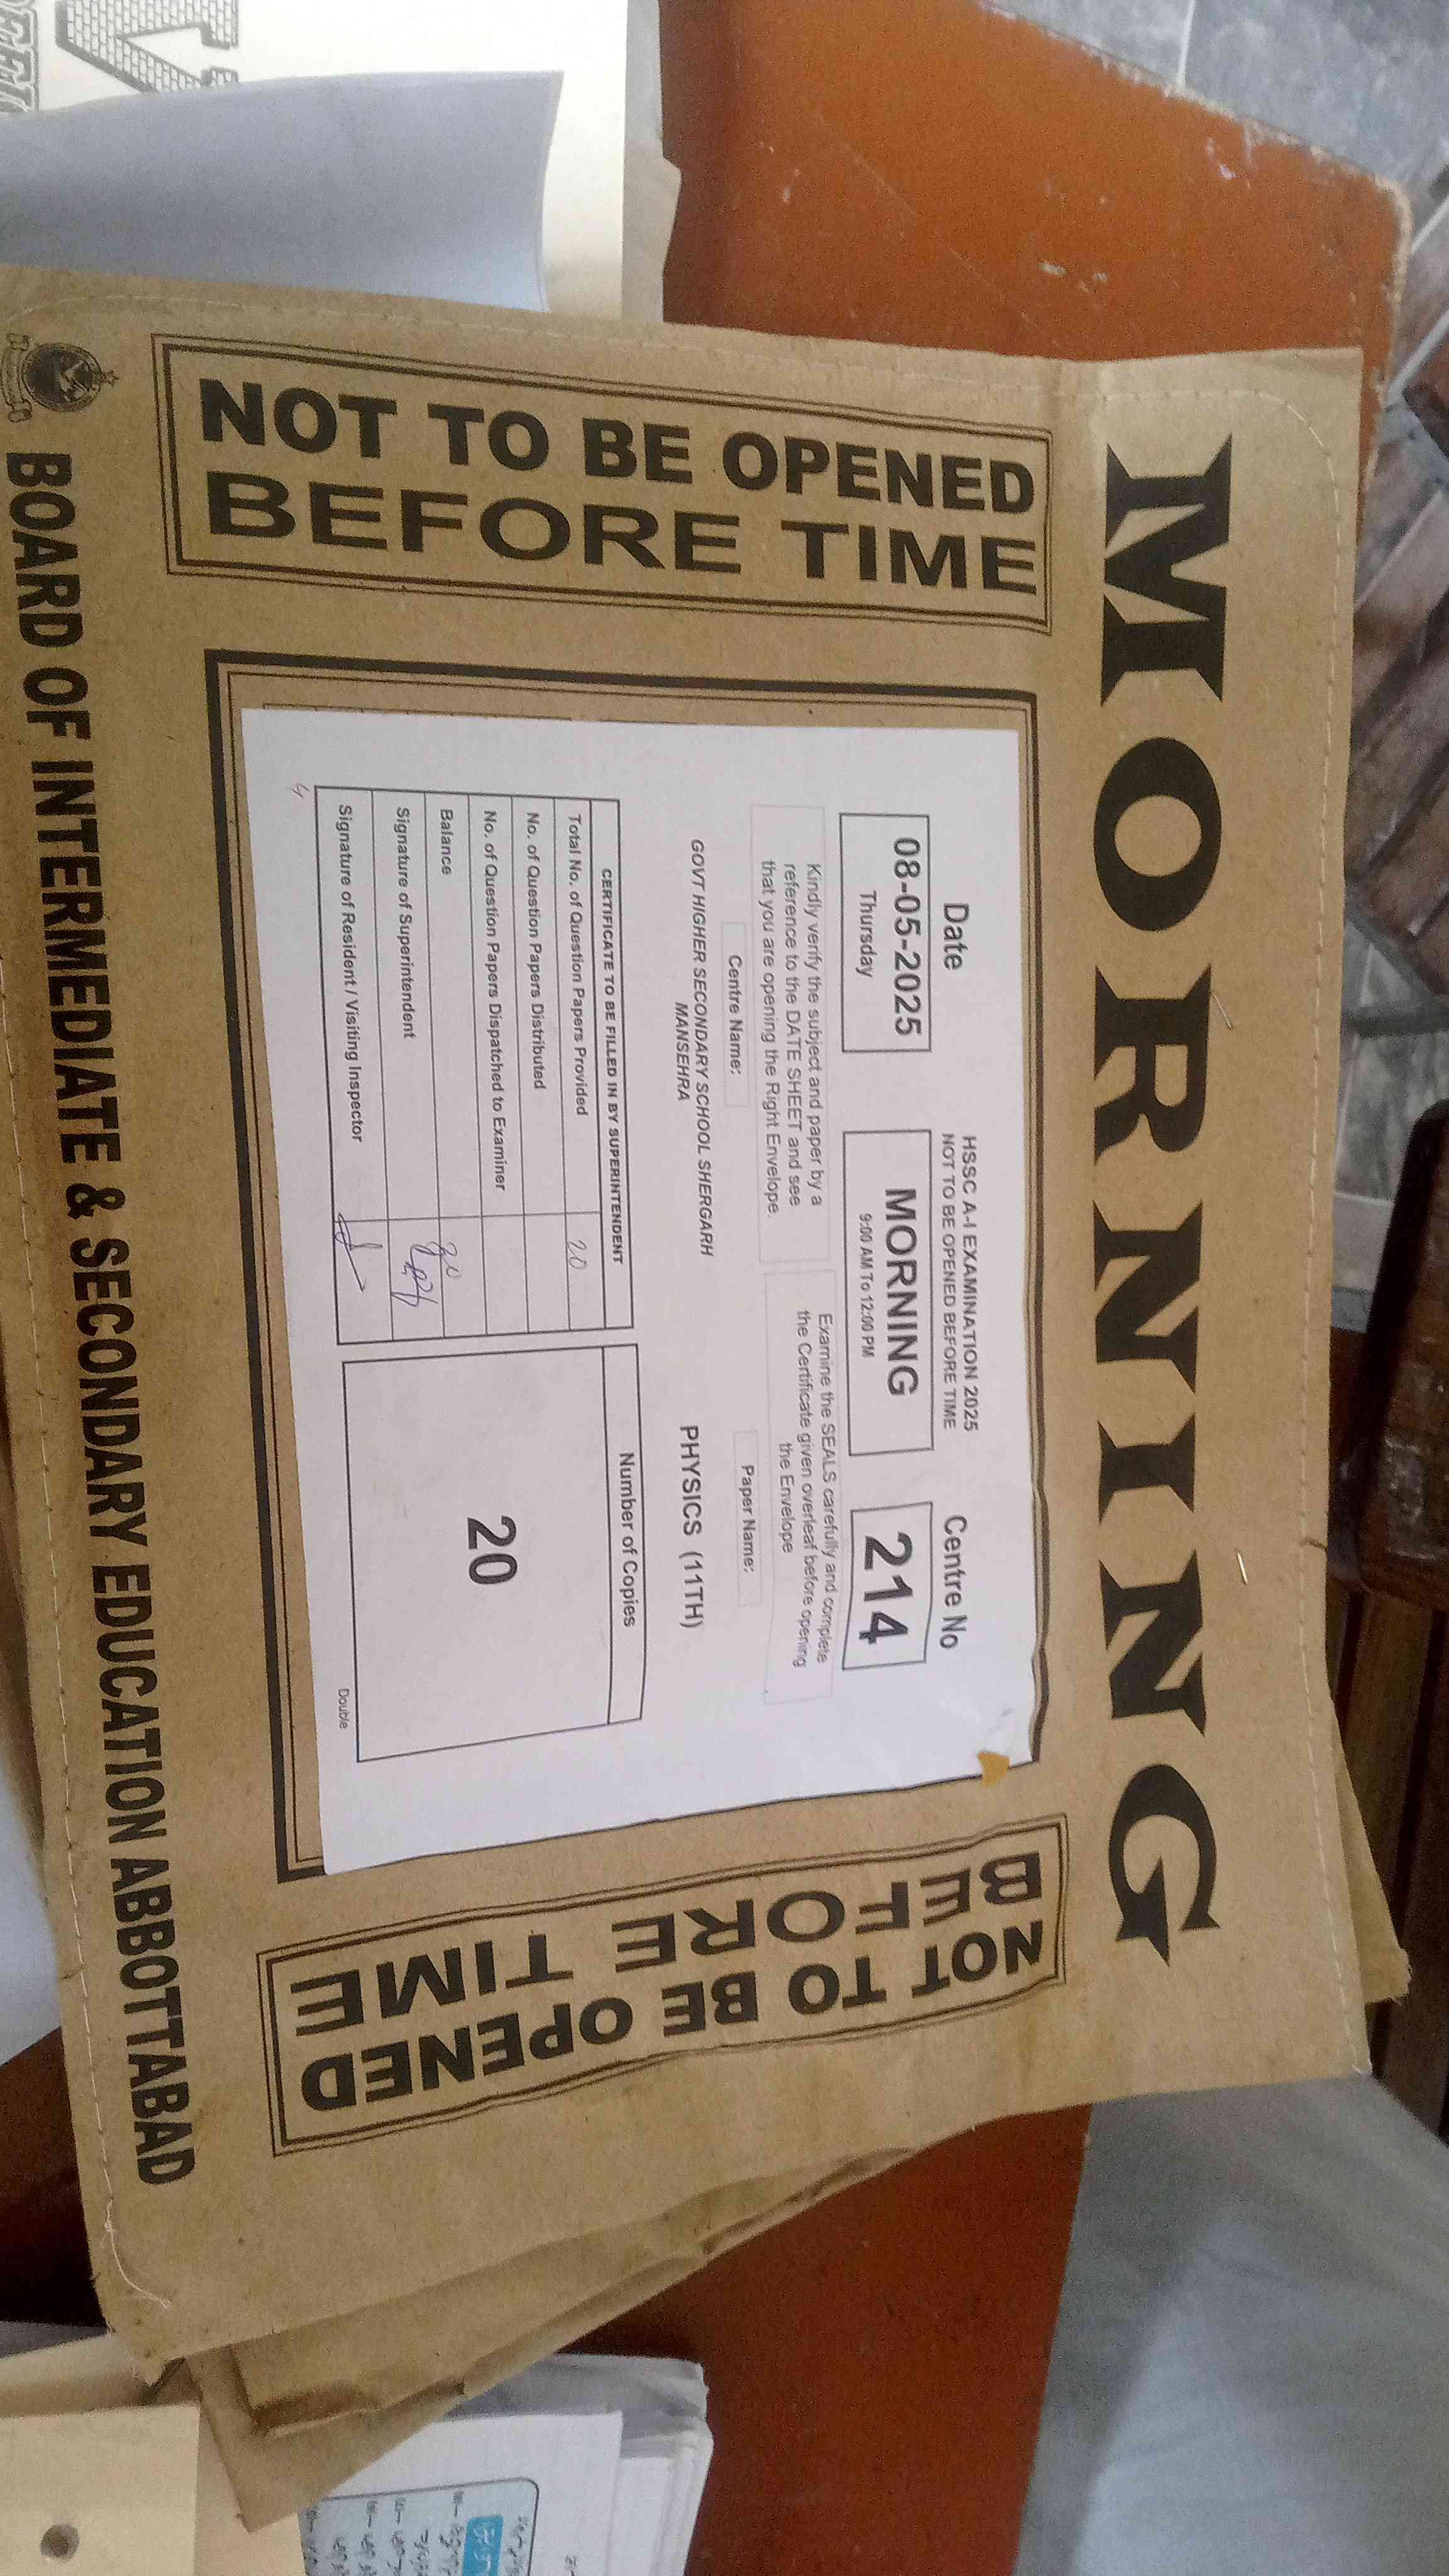 MORNING
NOT TO BE OPENED
BEFORE TIME
Date
08-05-2025
Thursday
HSSC A-I EXAMINATION 2025
NOT TO BE OPENED BEFORE TIME
MORNING
9:00 AM To 12:00 PM
Centre No
214
Kindly verify the subject and paper by a
reference to the DATE SHEET and see
that you are opening the Right Envelope.
Examine the SEALS carefully and complete
the Certificate given overleaf before opening
the Envelope
Centre Name:
GOVT HIGHER SECONDARY SCHOOL SHERGARH
MANSEHRA
Paper Name:
PHYSICS (11TH)
CERTIFICATE TO BE FILLED IN BY SUPERINTENDENT
Total No. of Question Papers Provided 20
No. of Question Papers Distributed
No. of Question Papers Dispatched to Examiner
Balance 20
Signature of Superintendent
Signature of Resident / Visiting Inspector
Number of Copies
20
Double
NOT TO BE OPENED
BEFORE TIME
BOARD OF INTERMEDIATE & SECONDARY EDUCATION ABBOTTABAD